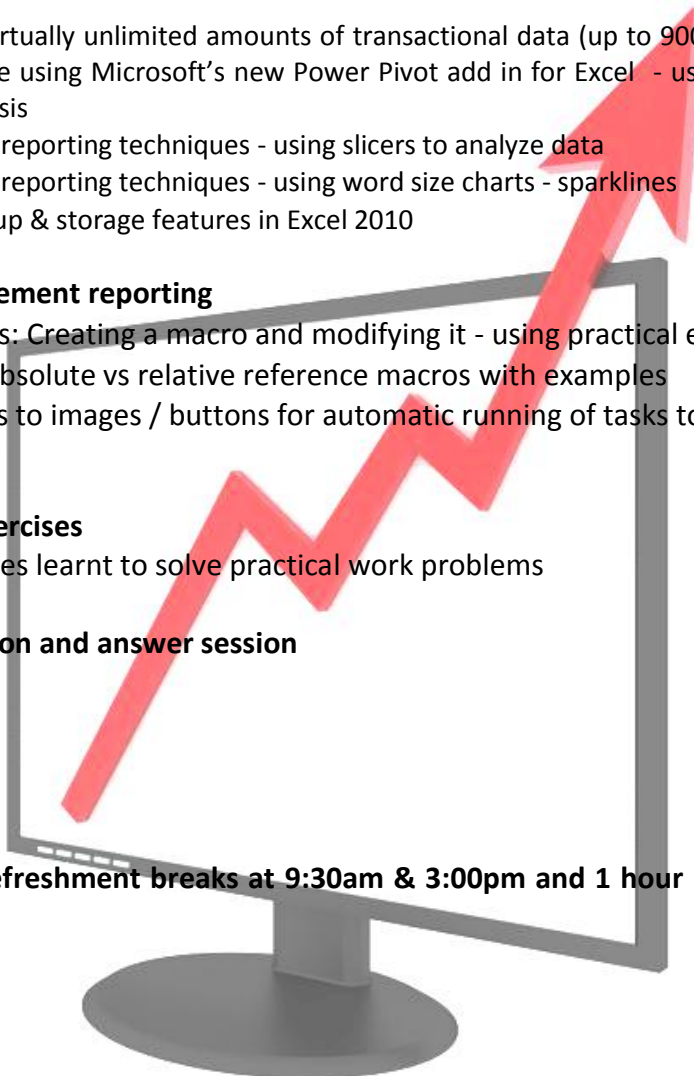 rtually unlimited amounts of transactional data (up to 900
e using Microsoft's new Power Pivot add in for Excel - us
sis
reporting techniques - using slicers to analyze data
reporting techniques - using word size charts - sparklines
up & storage features in Excel 2010
ement reporting
s: Creating a macro and modifying it - using practical e
bsolute vs relative reference macros with examples
s to images / buttons for automatic running of tasks to
ercises
es learnt to solve practical work problems
on and answer session
efreshment breaks at 9:30am & 3:00pm and 1 hour